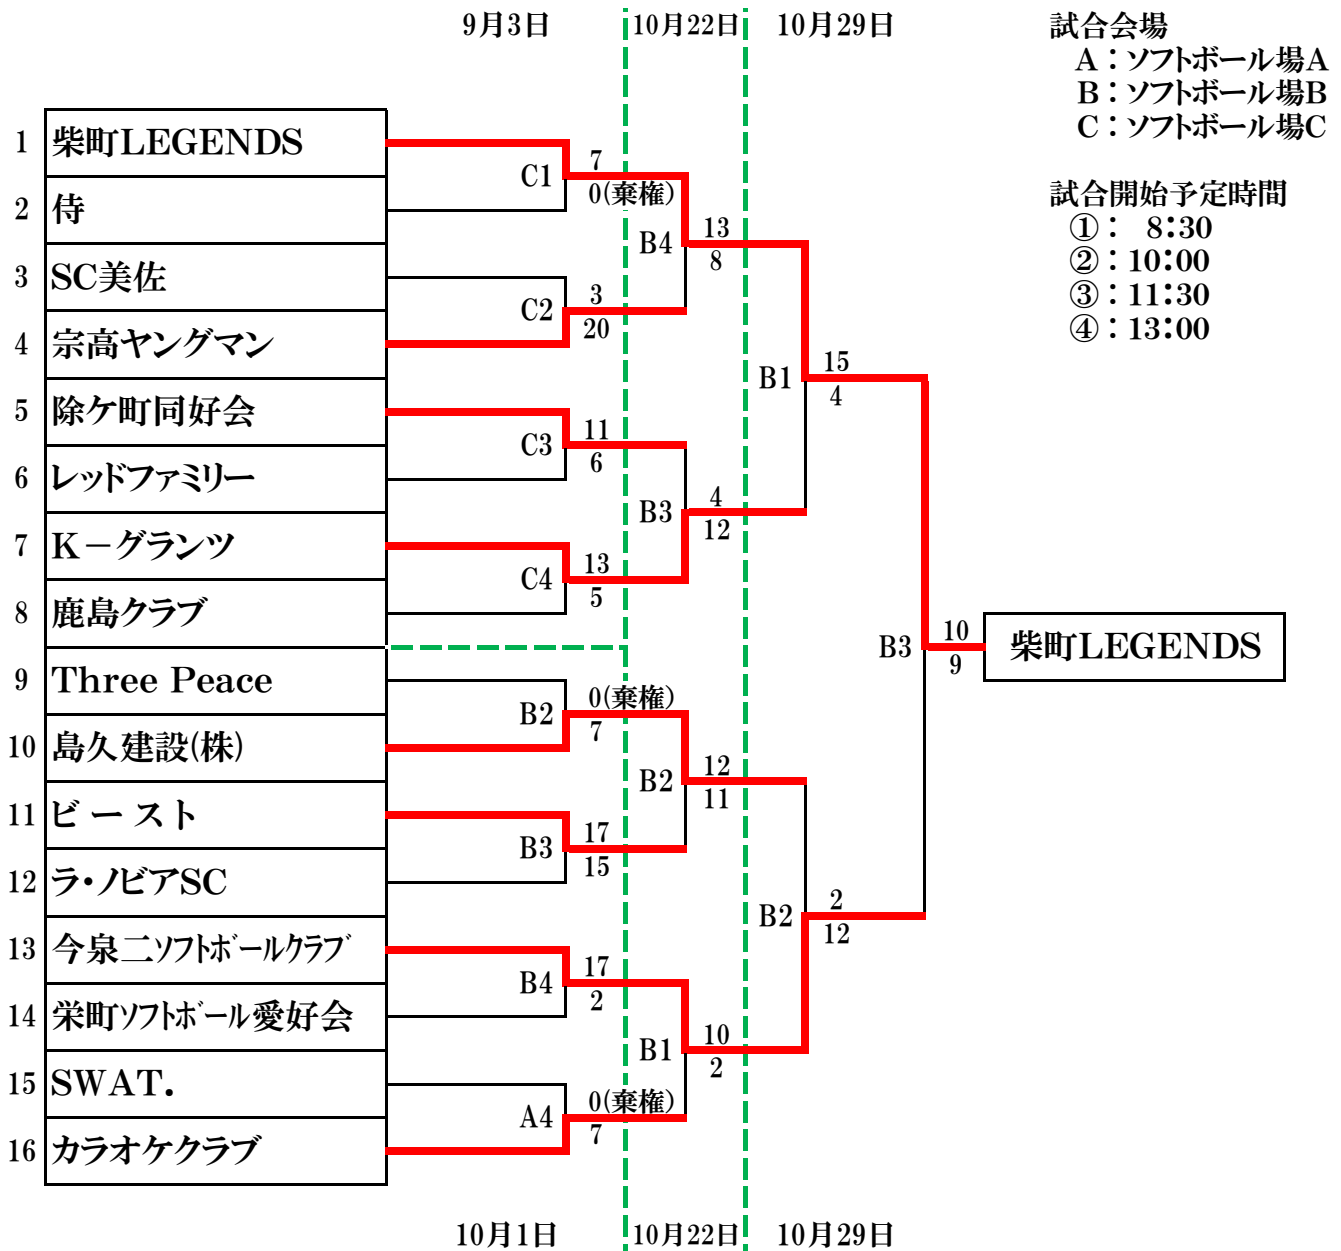 9月3日
10月22日
10月29日
試合会場
A：ソフトボール場A
B：ソフトボール場B
C：ソフトボール場C
試合開始予定時間
①： 8:30
②：10:00
③：11:30
④：13:00
1 柴町LEGENDS
2 侍
3 SC美佐
4 宗高ヤングマン
5 除ケ町同好会
6 レッドファミリー
7 K－グランツ
8 鹿島クラブ
9 Three Peace
10 島久建設(株)
11 ビースト
12 ラ・ノビアSC
13 今泉二ソフトボールクラブ
14 栄町ソフトボール愛好会
15 SWAT.
16 カラオケクラブ
C1
7
0(棄権)
C2
3
20
C3
11
6
C4
13
5
B2
0(棄権)
7
B3
17
15
B4
17
2
A4
0(棄権)
7
B4
13
8
B3
4
12
B2
12
11
B1
10
2
B1
15
4
B2
2
12
B3
10
9
柴町LEGENDS
10月1日
10月22日
10月29日